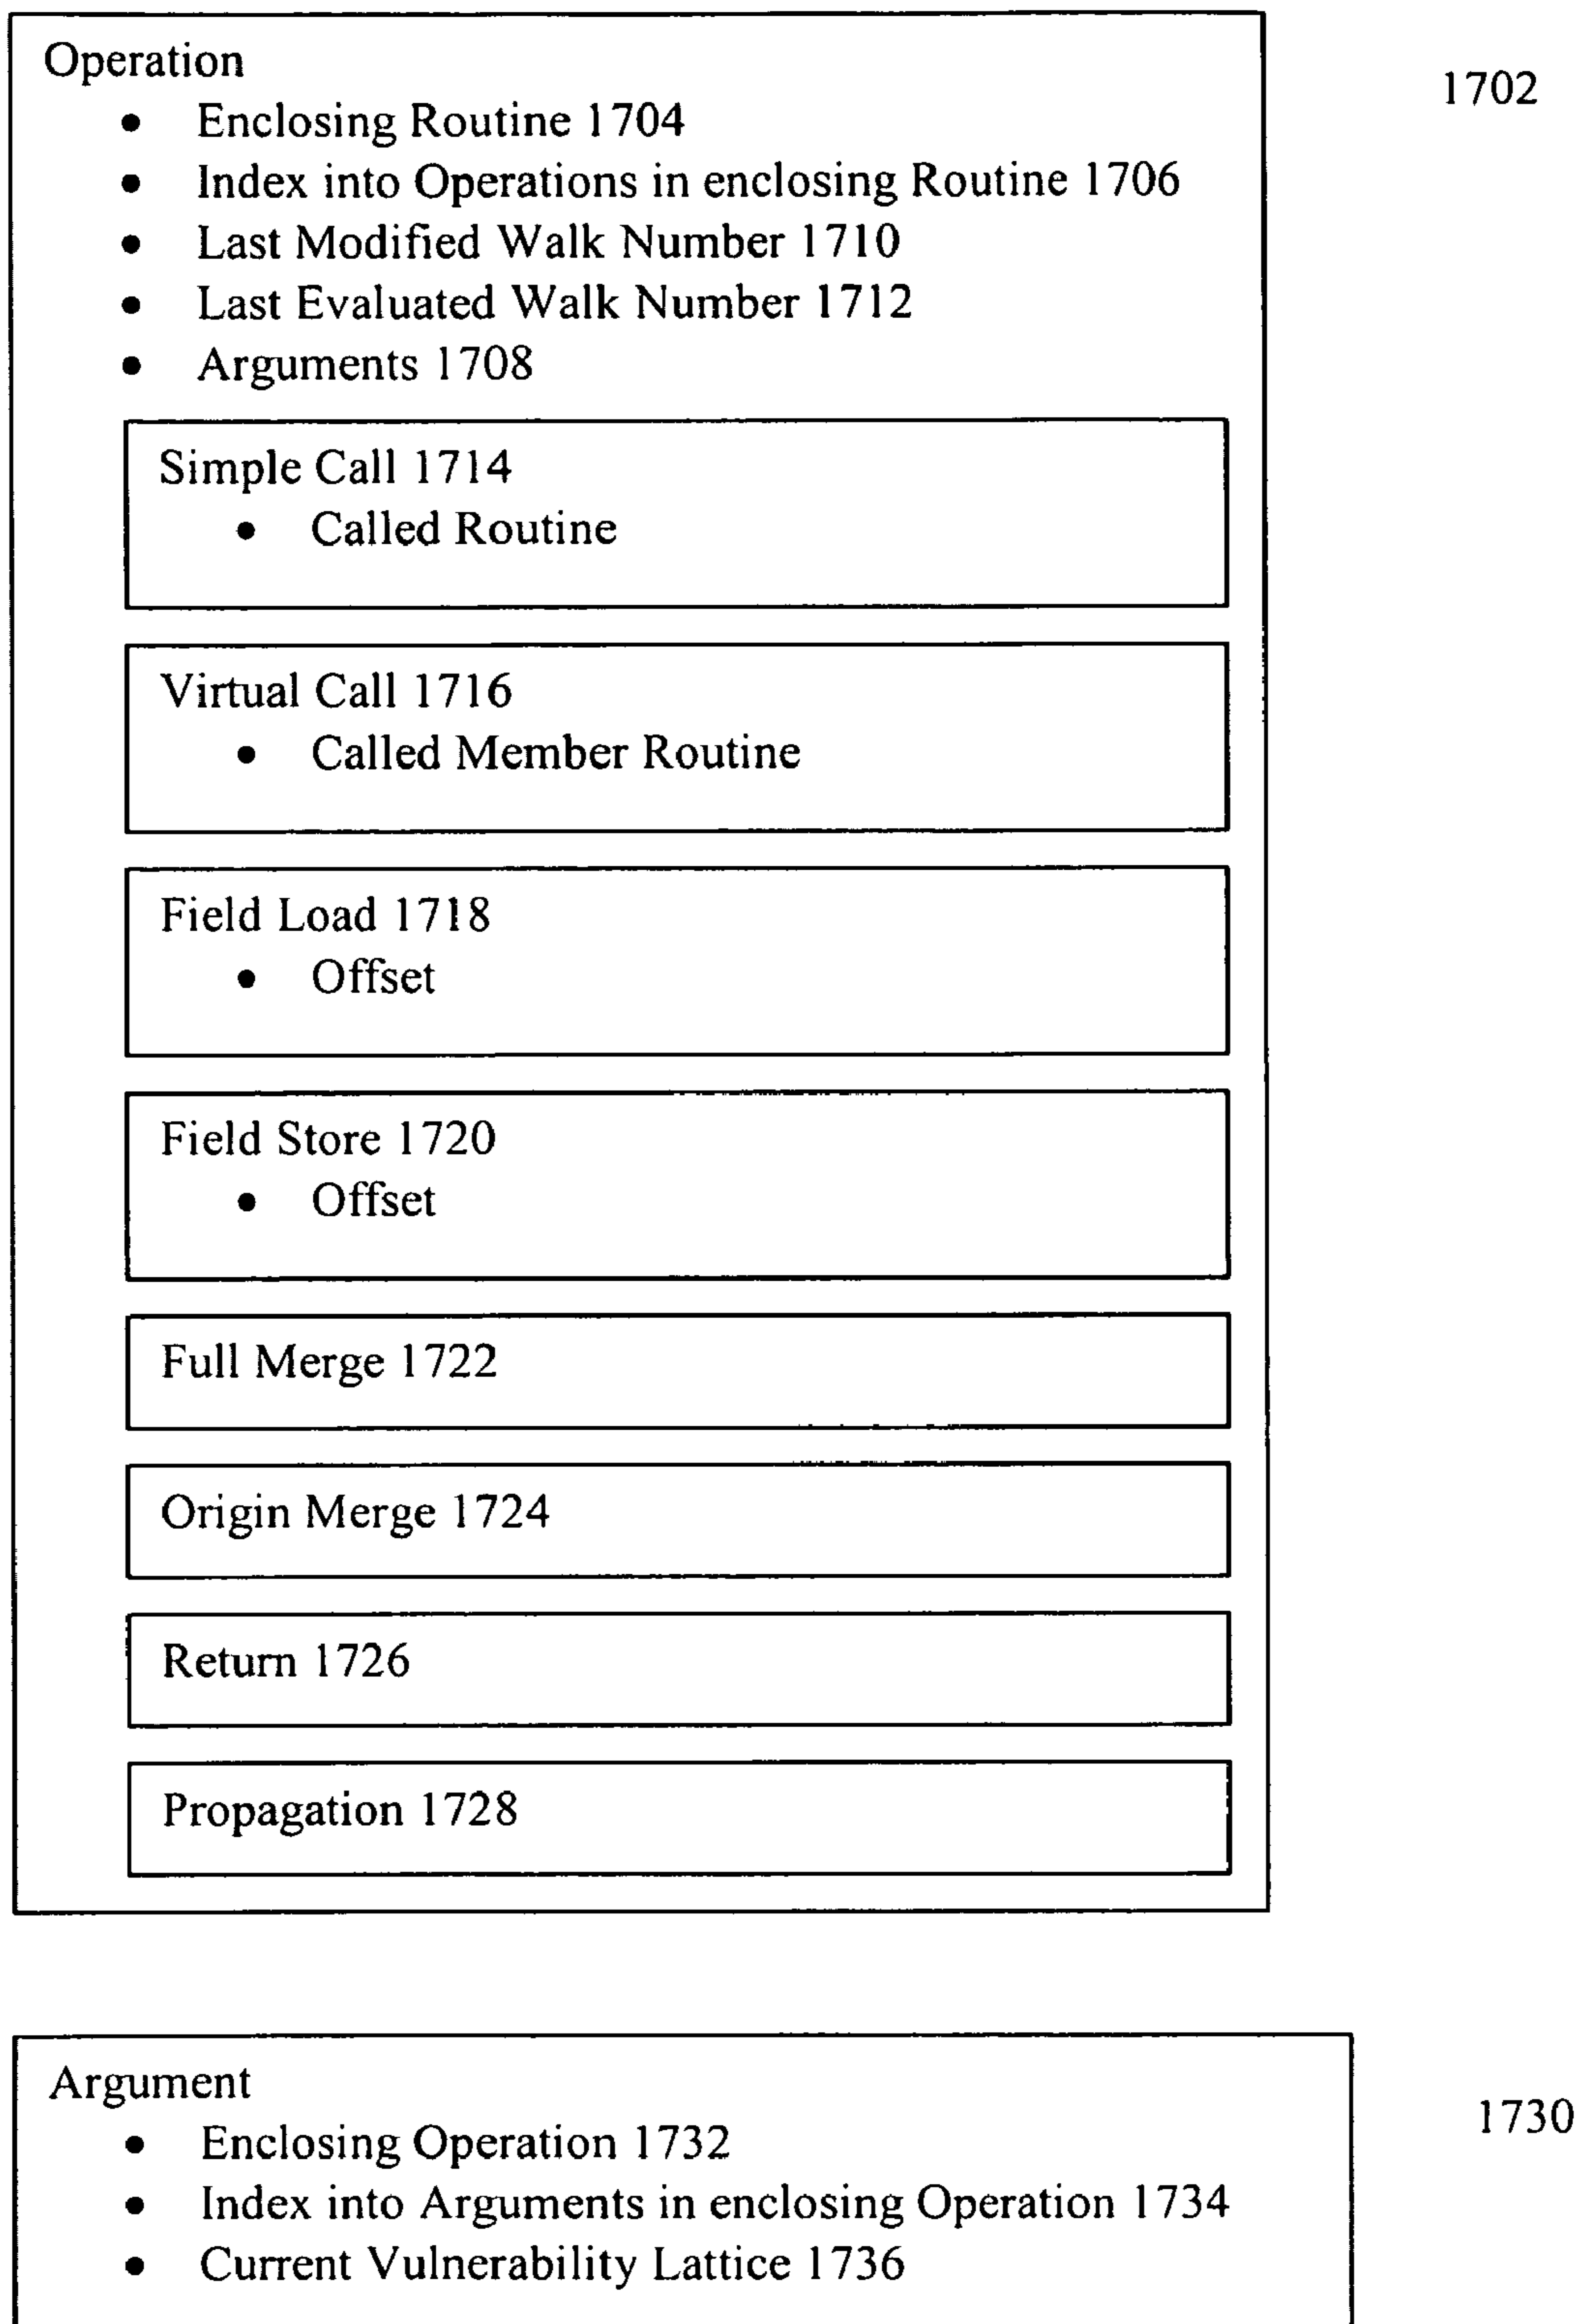 Operation
1702
• Enclosing Routine 1704
• Index into Operations in enclosing Routine 1706
• Last Modified Walk Number 1710
• Last Evaluated Walk Number 1712
• Arguments 1708
Simple Call 1714
• Called Routine
Virtual Call 1716
• Called Member Routine
Field Load 1718
• Offset
Field Store 1720
• Offset
Full Merge 1722
Origin Merge 1724
Return 1726
Propagation 1728
Argument
1730
• Enclosing Operation 1732
• Index into Arguments in enclosing Operation 1734
• Current Vulnerability Lattice 1736